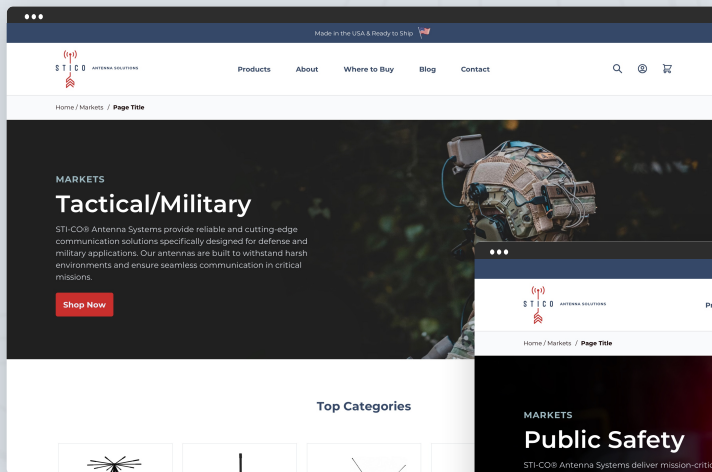 Made in the USA & Ready to Ship
STICO ANTENNA SOLUTIONS
Products About Where to Buy Blog Contact
Home / Markets / Page Title
MARKETS
Tactical/Military
STI-CO® Antenna Systems provide reliable and cutting-edge
communication solutions specifically designed for defense and
military applications. Our antennas are built to withstand harsh
environments and ensure seamless communication in critical
missions.
Shop Now
Top Categories
STICO ANTENNA SOLUTIONS
Home / Markets / Page Title
MARKETS
Public Safety
STI-CO® Antenna Systems deliver